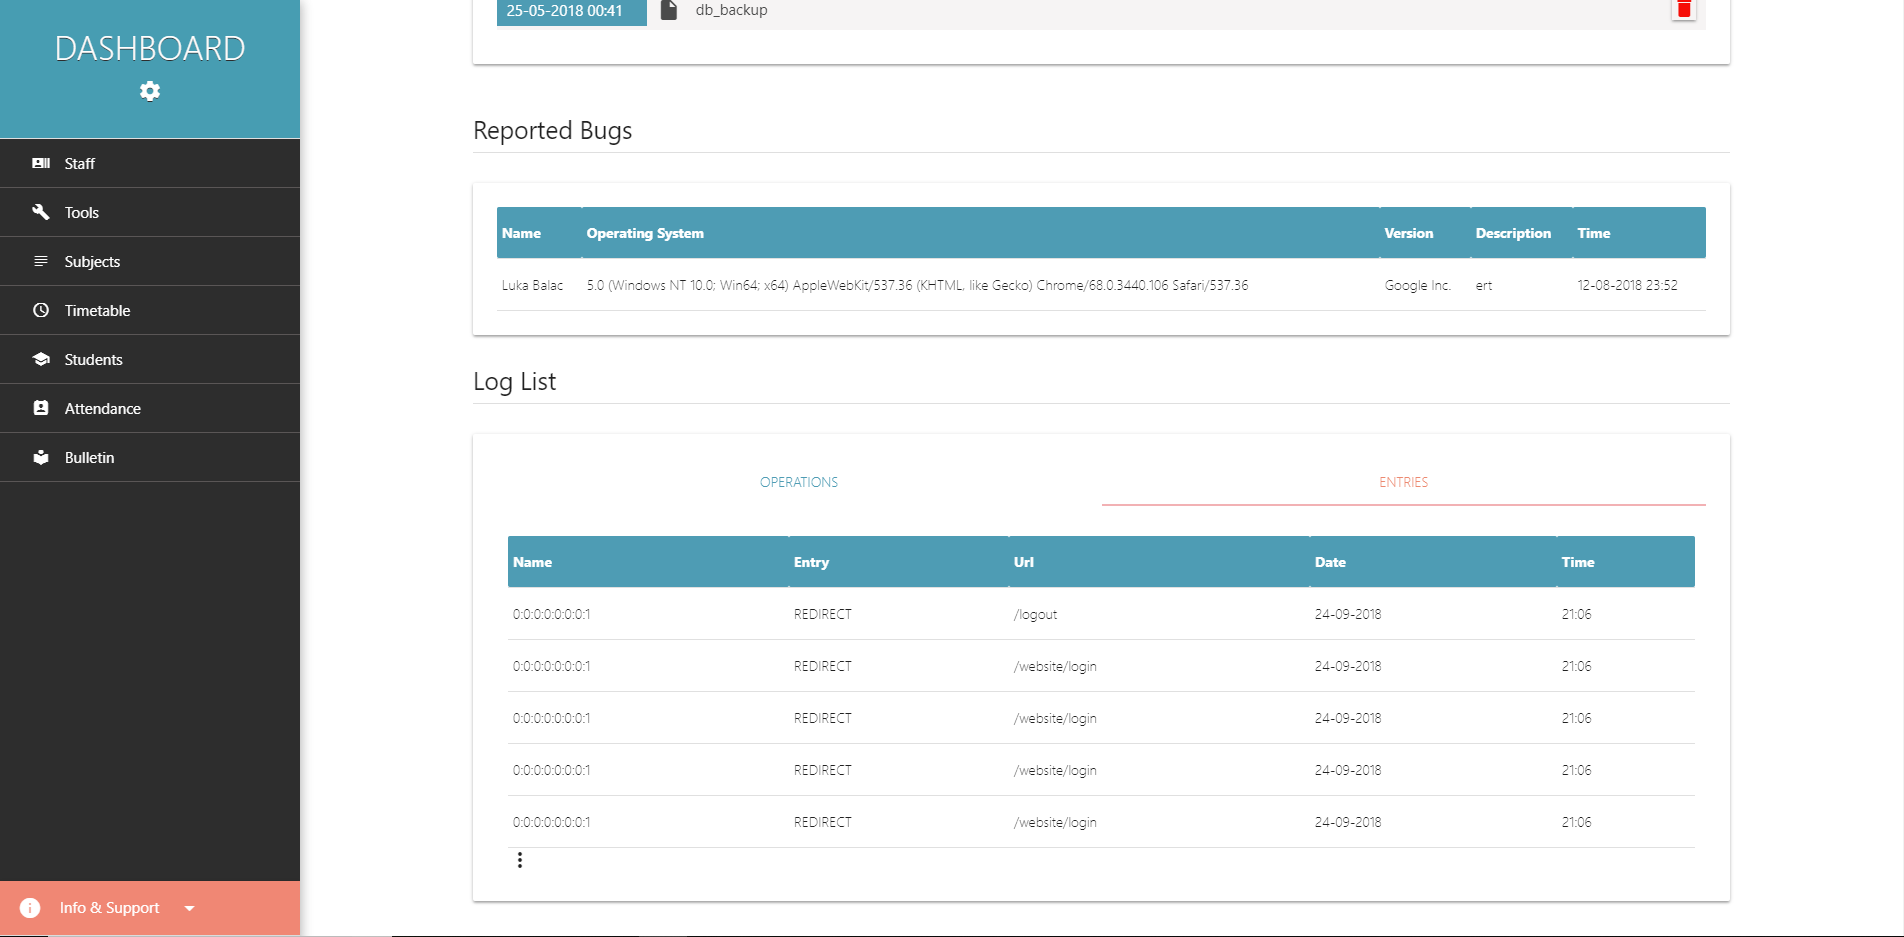 DASHBOARD
Staff
Tools
Subjects
Timetable
Students
Attendance
Bulletin
Info & Support
25-05-2018 00:41 db_backup
Reported Bugs
Name Operating System Version Description Time
Luka Balac 5.0 (Windows NT 10.0; Win64; x64) AppleWebKit/537.36 (KHTML, like Gecko) Chrome/68.0.3440.106 Safari/537.36 Google Inc. ert 12-08-2018 23:52
Log List
OPERATIONS ENTRIES
Name Entry Url Date Time
0:0:0:0:0:0:0:1 REDIRECT /logout 24-09-2018 21:06
0:0:0:0:0:0:0:1 REDIRECT /website/login 24-09-2018 21:06
0:0:0:0:0:0:0:1 REDIRECT /website/login 24-09-2018 21:06
0:0:0:0:0:0:0:1 REDIRECT /website/login 24-09-2018 21:06
0:0:0:0:0:0:0:1 REDIRECT /website/login 24-09-2018 21:06